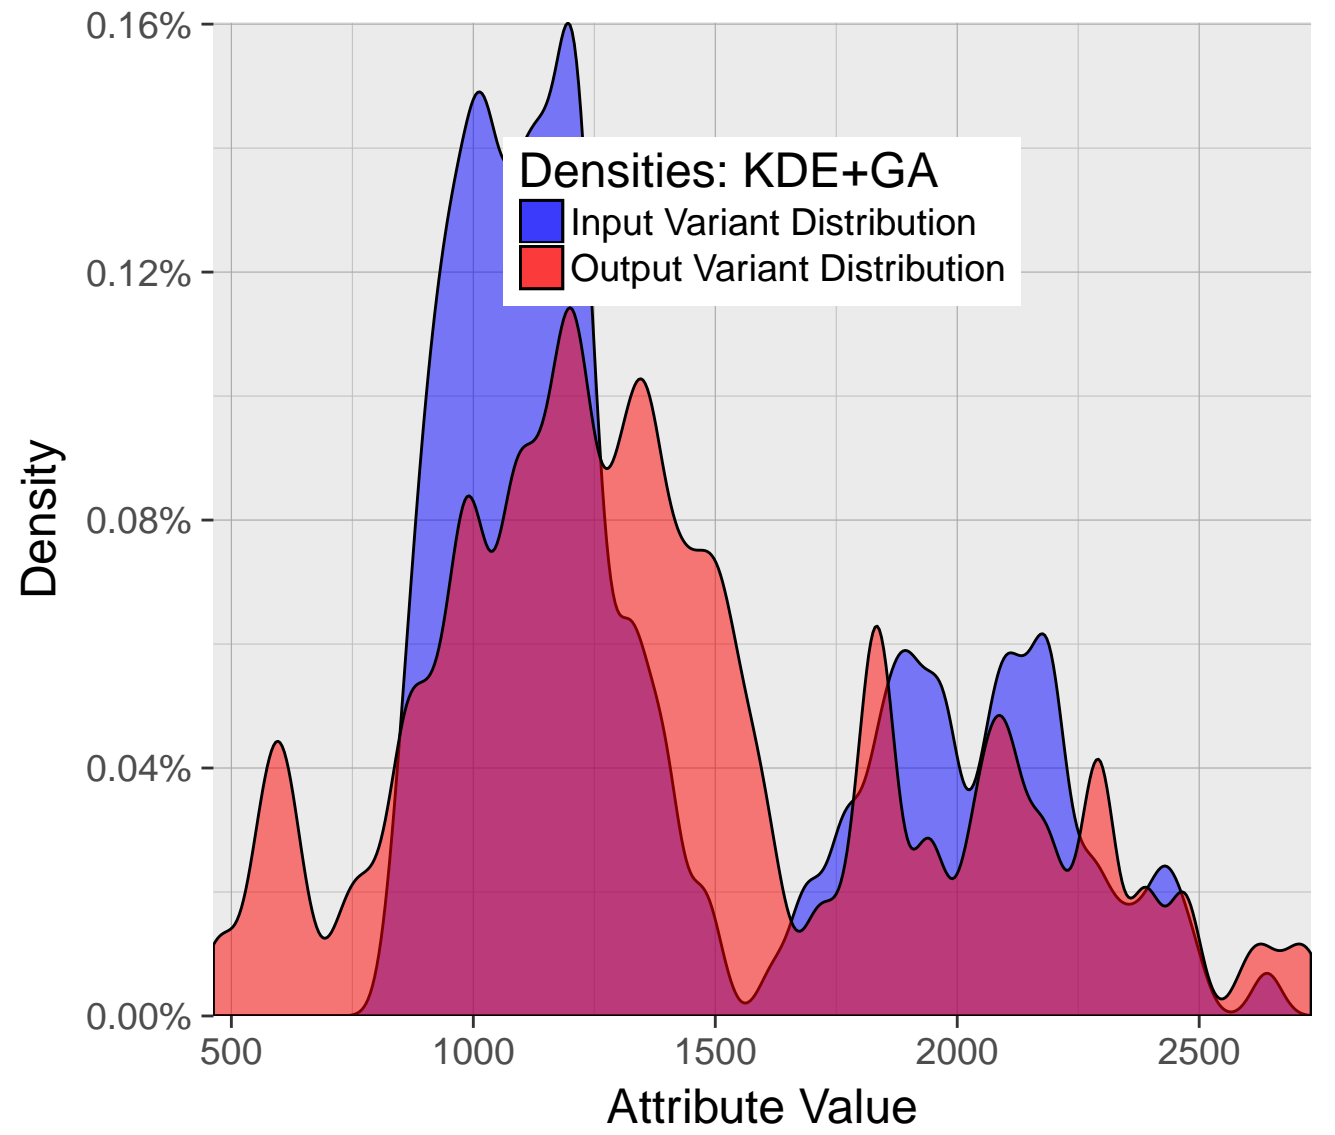 0.16%
0.12%
0.08%
0.04%
0.00%
Density
Densities: KDE+GA
Input Variant Distribution
Output Variant Distribution
500 1000 1500 2000 2500
Attribute Value